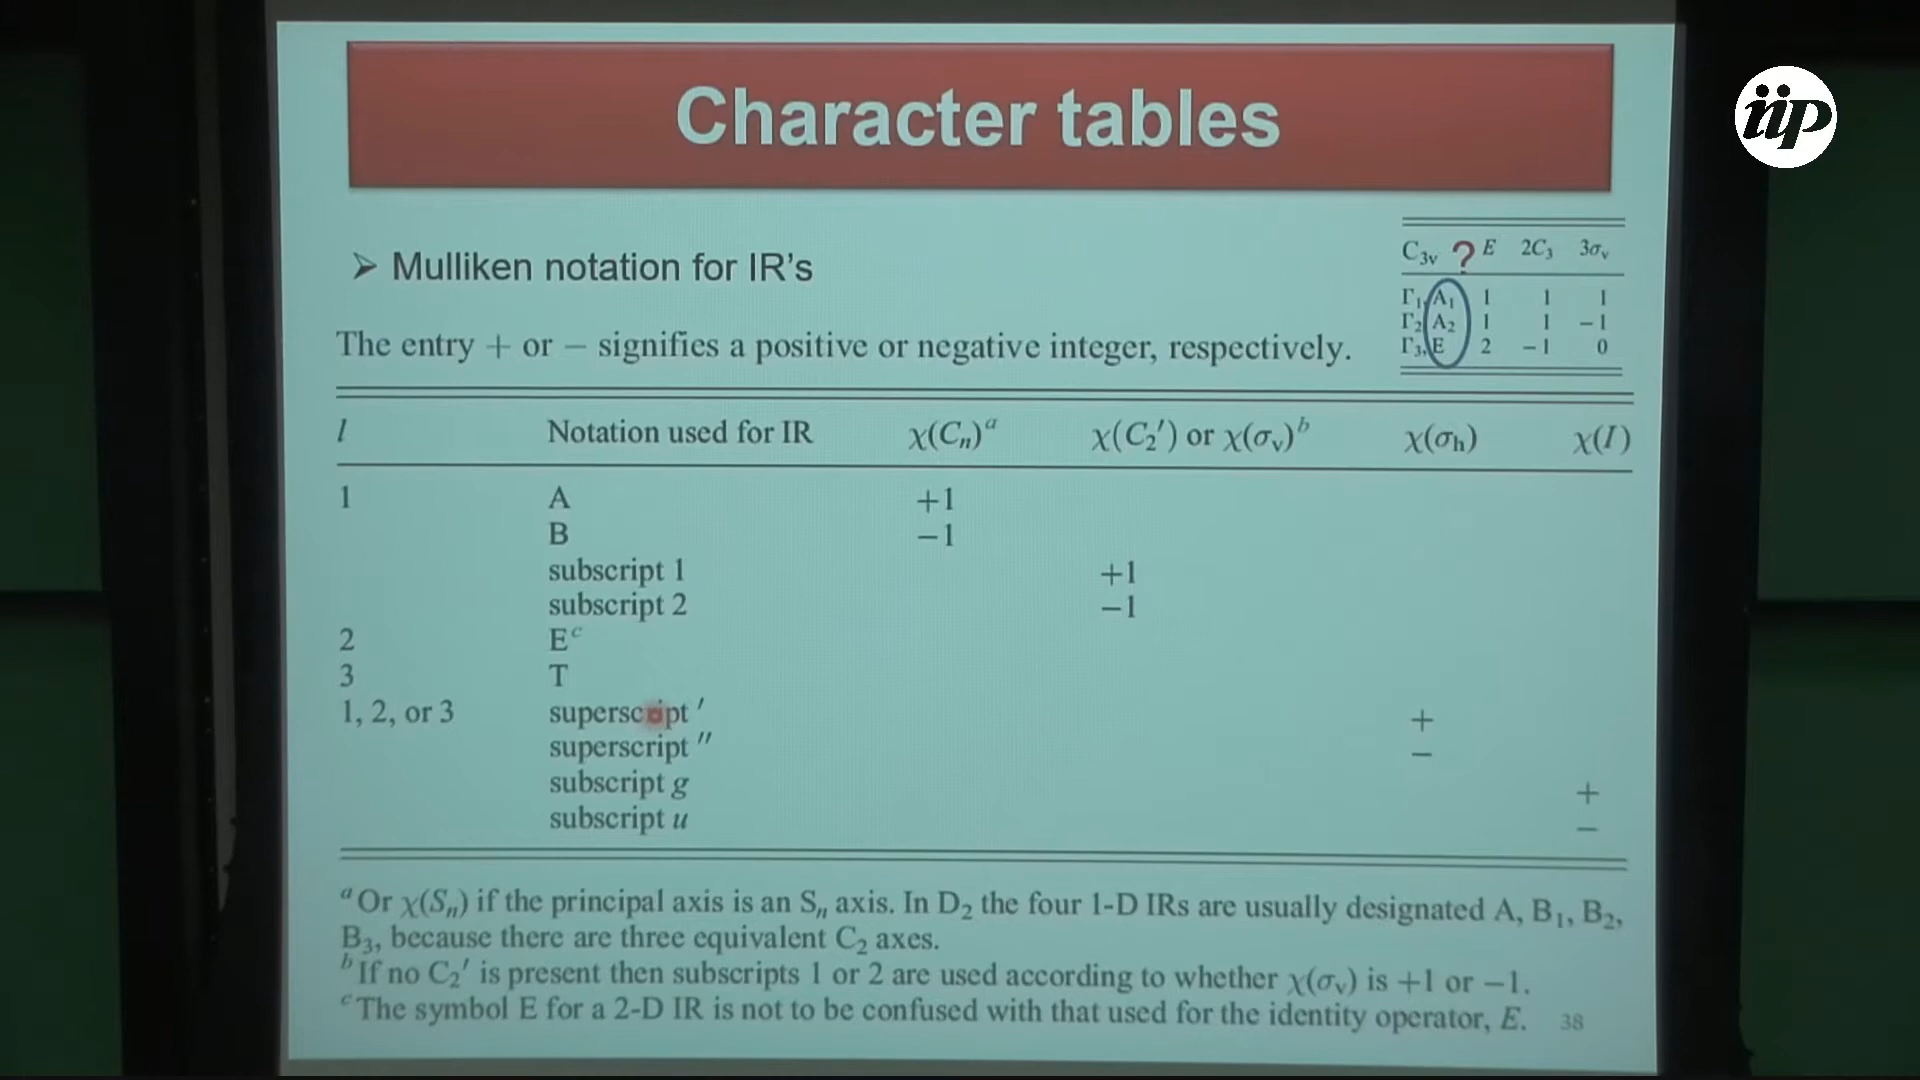 Character tables
iip
➢ Mulliken notation for IR's
C3v ? E 2C3 3σv
Γ1, A1 1 1 1
Γ2 A2 1 1 −1
Γ3, E 2 −1 0
The entry + or − signifies a positive or negative integer, respectively.
l Notation used for IR χ(Cn)ᵃ χ(C2′) or χ(σv)ᵇ χ(σh) χ(I)
1 A +1
B −1
subscript 1 +1
subscript 2 −1
2 Eᶜ
3 T
1, 2, or 3 superscript ′ +
superscript ″ −
subscript g +
subscript u −
ᵃ Or χ(Sn) if the principal axis is an Sn axis. In D2 the four 1-D IRs are usually designated A, B1, B2,
B3, because there are three equivalent C2 axes.
ᵇ If no C2′ is present then subscripts 1 or 2 are used according to whether χ(σv) is +1 or −1.
ᶜ The symbol E for a 2-D IR is not to be confused with that used for the identity operator, E. 38